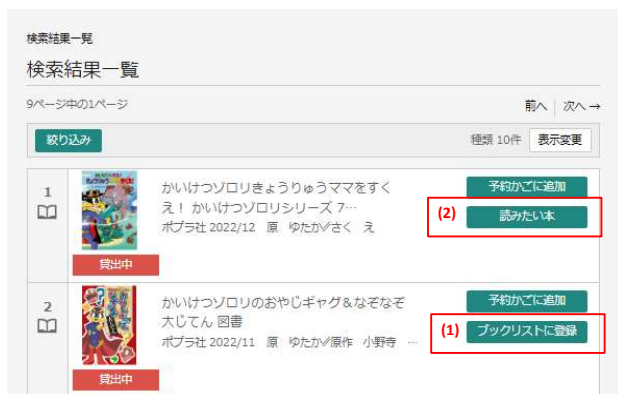 検索結果一覧
検索結果一覧
9ページ中の1ページ
前へ 次へ→
絞り込み
種類 10件 表示変更
1
かいけつゾロリきょうりゅうママをすく
え! かいけつゾロリシリーズ 7…
ポプラ社 2022/12 原 ゆたか∥さく え
予約かごに追加
(2) 読みたい本
貸出中
2
かいけつゾロリのおやじギャグ&なぞなぞ
大じてん 図書
ポプラ社 2022/11 原 ゆたか∥原作 小野寺 …
予約かごに追加
(1) ブックリストに登録
貸出中